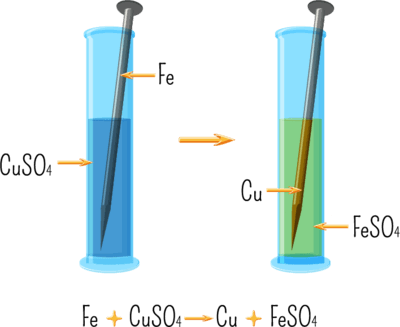 Fe
CuSO₄
Cu
FeSO₄
Fe + CuSO₄ → Cu + FeSO₄